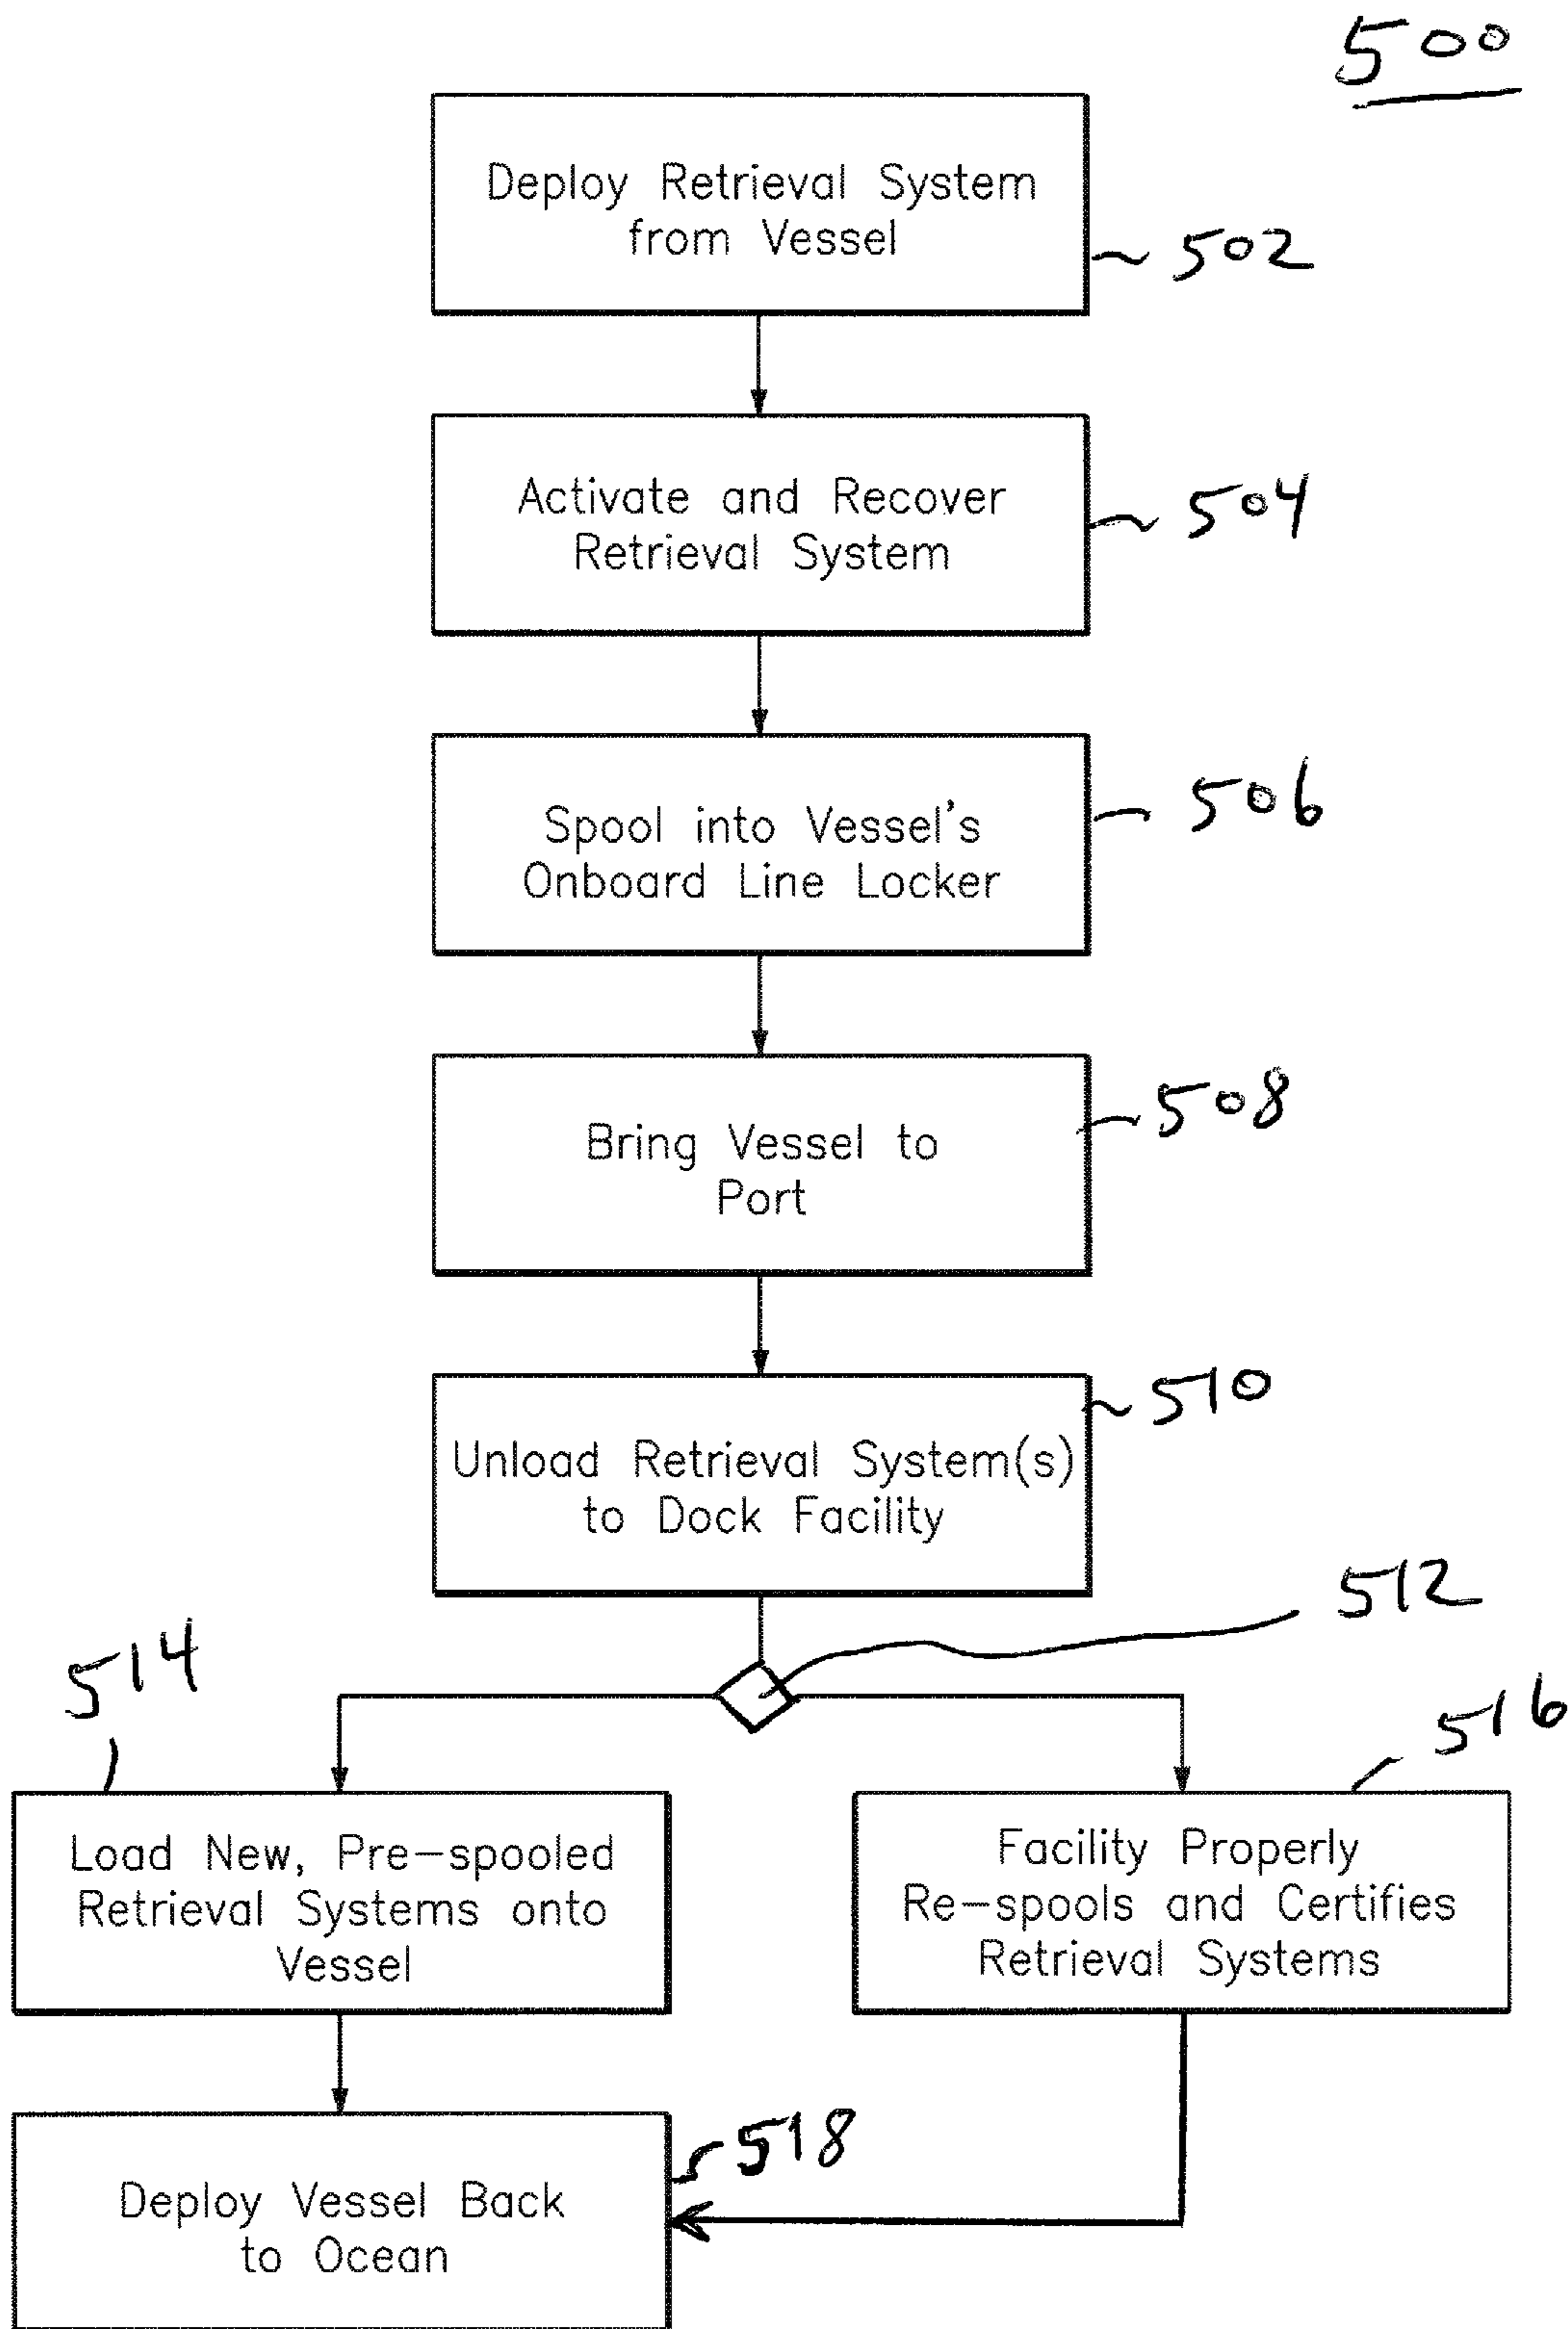 500
Deploy Retrieval System
from Vessel
502
Activate and Recover
Retrieval System
504
Spool into Vessel's
Onboard Line Locker
506
Bring Vessel to
Port
508
Unload Retrieval System(s)
to Dock Facility
510
512
514
Load New, Pre-spooled
Retrieval Systems onto
Vessel
516
Facility Properly
Re-spools and Certifies
Retrieval Systems
518
Deploy Vessel Back
to Ocean